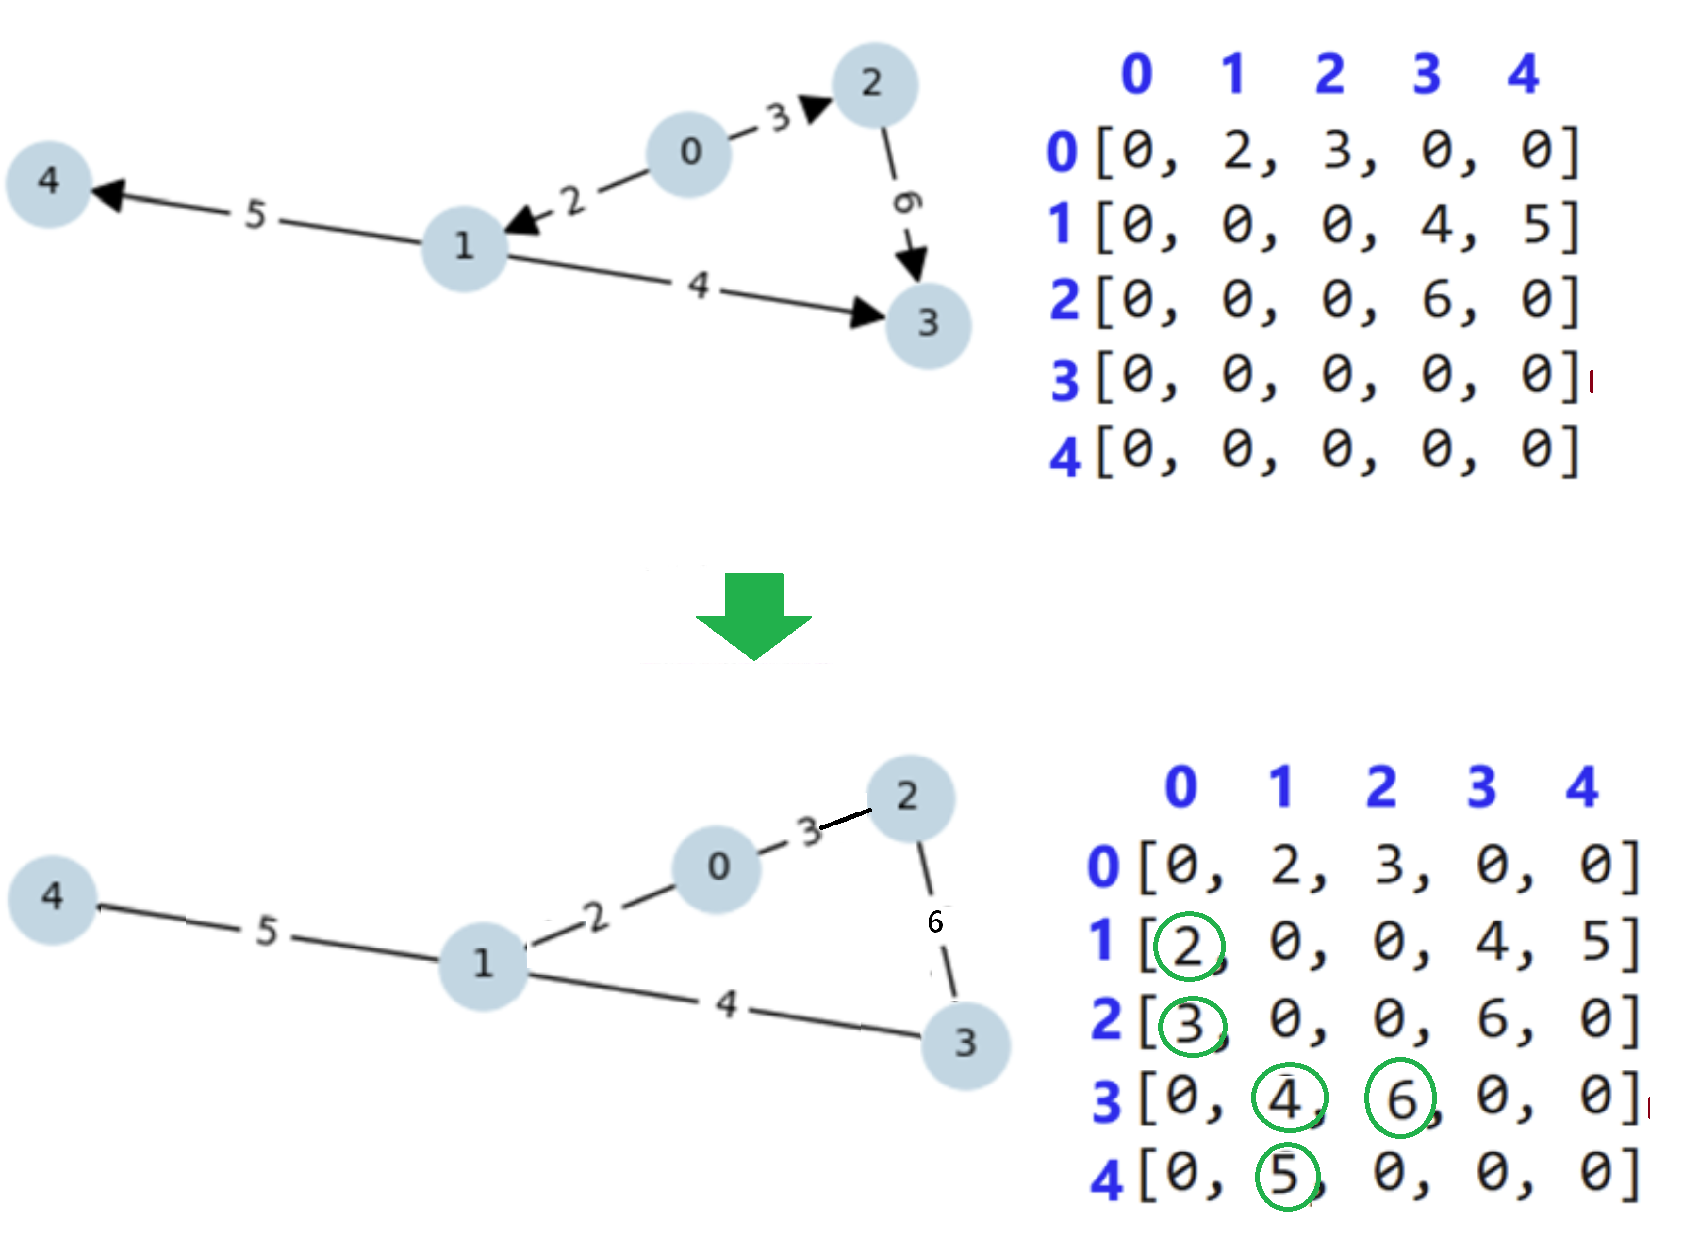 2
3
0
4
2
6
5
1
4
3
0 1 2 3 4
0 [0, 2, 3, 0, 0]
1 [0, 0, 0, 4, 5]
2 [0, 0, 0, 6, 0]
3 [0, 0, 0, 0, 0]
4 [0, 0, 0, 0, 0]
2
3
0
4
2
6
5
1
4
3
0 1 2 3 4
0 [0, 2, 3, 0, 0]
1 [2, 0, 0, 4, 5]
2 [3, 0, 0, 6, 0]
3 [0, 4, 6, 0, 0]
4 [0, 5, 0, 0, 0]